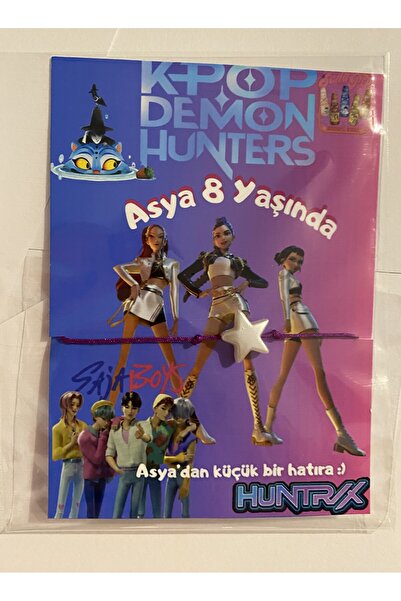 K-POP
DEMON
HUNTERS
Asya 8 Yaşında
SAJA BOYS
Asya'dan küçük bir hatıra :)
HUNTR/X